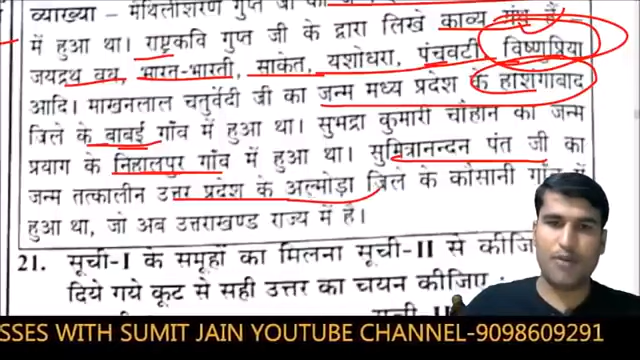 व्याख्या – मैथिलीशरण गुप्त जी का
में हुआ था। राष्ट्रकवि गुप्त जी के द्वारा लिखे काव्य ग्रंथ हैं –
जयद्रथ वध, भारत-भारती, साकेत, यशोधरा, पंचवटी, विष्णुप्रिया
आदि। माखनलाल चतुर्वेदी जी का जन्म मध्य प्रदेश के होशंगाबाद
जिले के बाबई गाँव में हुआ था। सुभद्रा कुमारी चौहान का जन्म
प्रयाग के निहालपुर गाँव में हुआ था। सुमित्रानन्दन पंत जी का
जन्म तत्कालीन उत्तर प्रदेश के अल्मोड़ा जिले के कौसानी गाँव में
हुआ था, जो अब उत्तराखण्ड राज्य में है।
21. सूची-I के समूहों का मिलना सूची-II से
दिये गये कूट से सही उत्तर का चयन कीजिए :
SSES WITH SUMIT JAIN YOUTUBE CHANNEL-9098609291